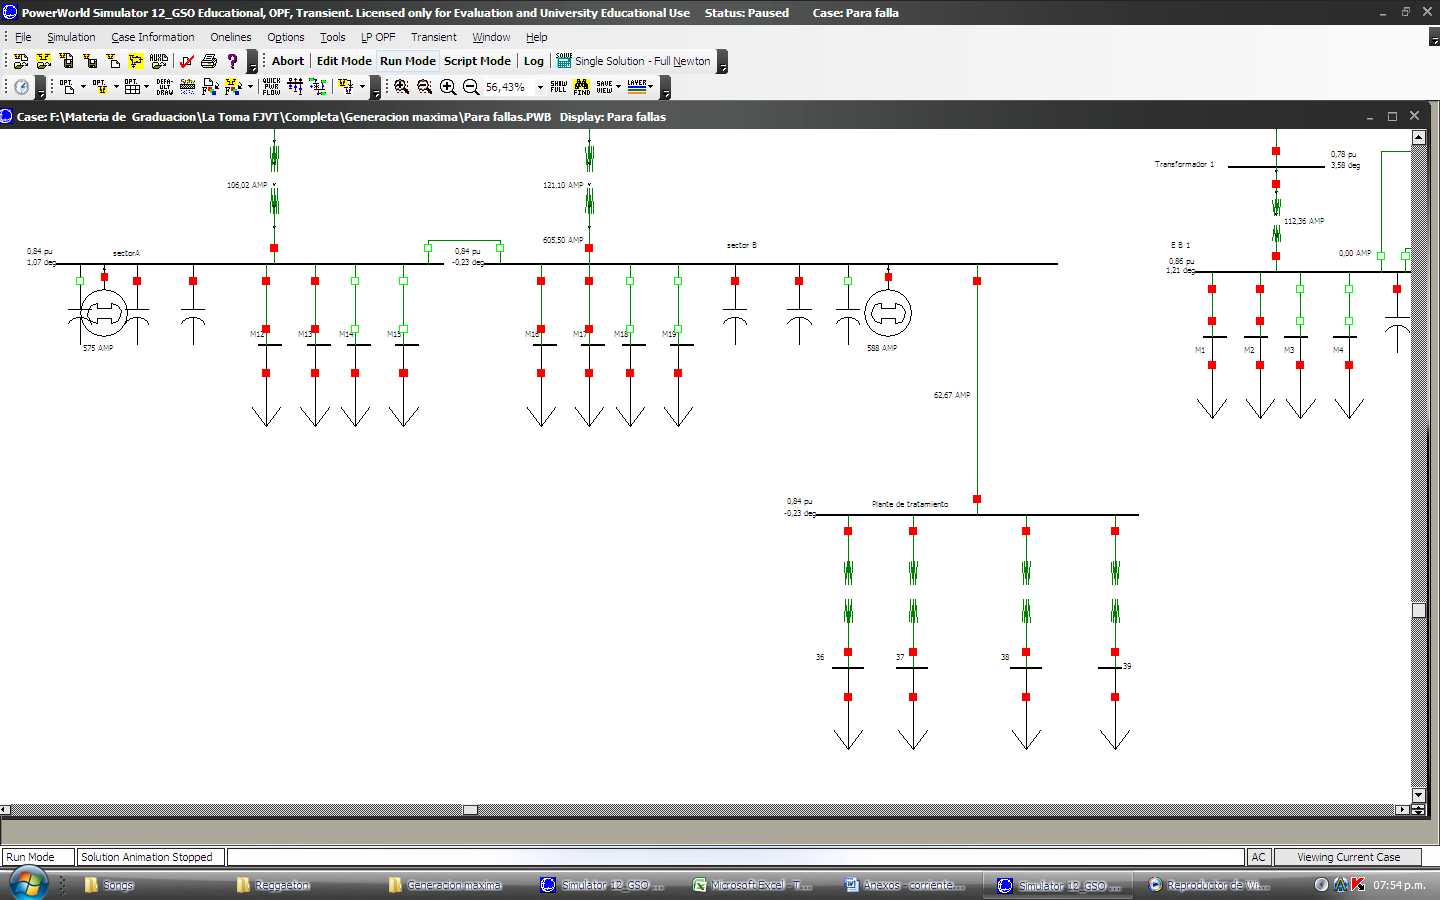 PowerWorld Simulator 12_GSO Educational, OPF, Transient. Licensed only for Evaluation and University Educational Use Status: Paused Case: Para falla
File Simulation Case Information Onelines Options Tools LP OPF Transient Window Help
Abort Edit Mode Run Mode Script Mode Log Single Solution - Full Newton
56,43%
Case: F:\Materia de Graduacion\La Toma FJVT\Completa\Generacion maxima\Para fallas.PWB Display: Para fallas
Transformador 1
0,78 pu
3,58 deg
106,02 AMP
121,10 AMP
112,36 AMP
605,50 AMP
sector B
E B 1
0,84 pu
1,07 deg
sectorA
0,84 pu
-0,23 deg
0,00 AMP
0,86 pu
1,21 deg
M12 M13 M14 M15
M16 M17 M18 M19
M1 M2 M3 M4
575 AMP
588 AMP
62,67 AMP
0,84 pu
-0,23 deg
Plante de tratamiento
36 37 38 39
Run Mode Solution Animation Stopped AC Viewing Current Case
Songs Reggaeton Generacion maxima Simulator 12_GSO ... Microsoft Excel - T... Anexos - corriente... Simulator 12_GSO ... Reproductor de Wi... 07:54 p.m.